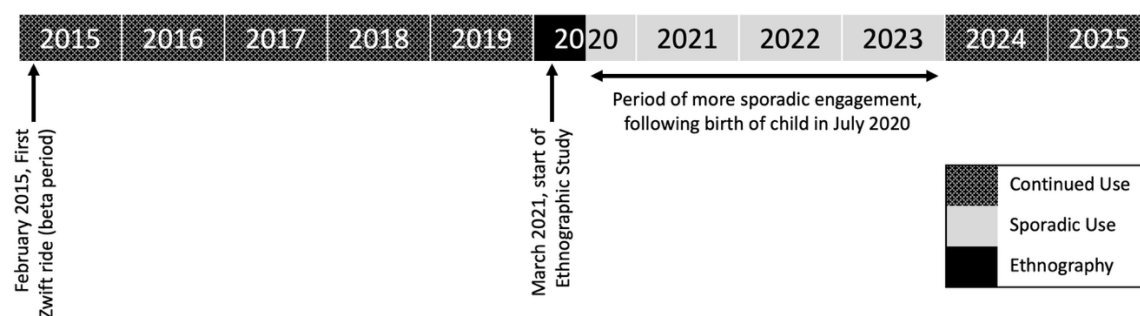 2015 2016 2017 2018 2019 2020 2021 2022 2023 2024 2025
Period of more sporadic engagement,
following birth of child in July 2020
February 2015, First
Zwift ride (beta period)
March 2021, start of
Ethnographic Study
Continued Use
Sporadic Use
Ethnography